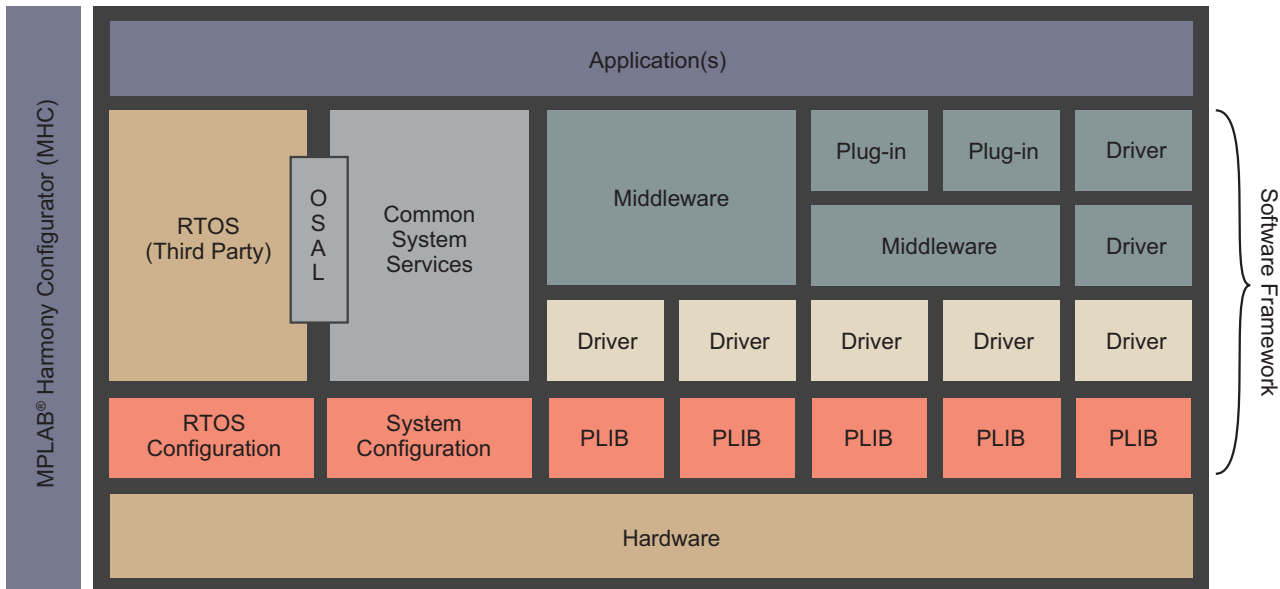 MPLAB® Harmony Configurator (MHC)
Application(s)
RTOS
(Third Party)
O
S
A
L
Common
System
Services
Middleware
Plug-in
Plug-in
Driver
Middleware
Driver
Driver
Driver
Driver
Driver
Driver
RTOS
Configuration
System
Configuration
PLIB
PLIB
PLIB
PLIB
PLIB
Hardware
Software Framework